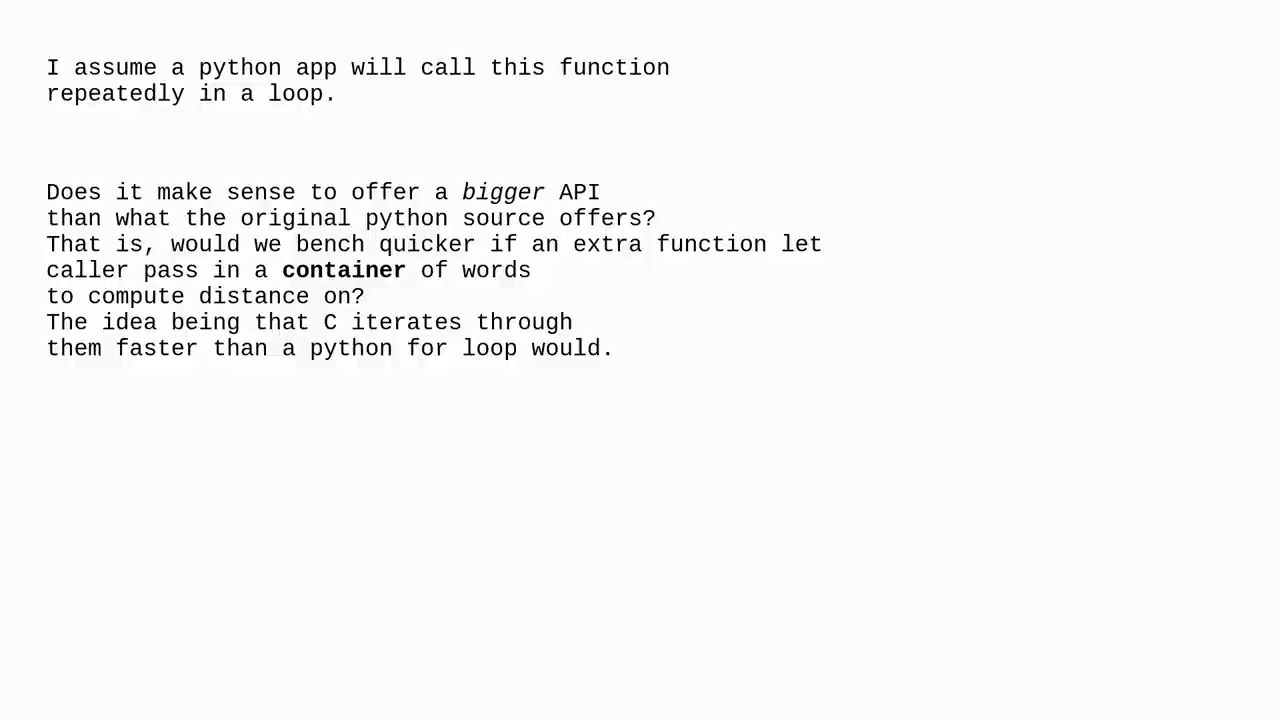 I assume a python app will call this function
repeatedly in a loop.
Does it make sense to offer a bigger API
than what the original python source offers?
That is, would we bench quicker if an extra function let
caller pass in a container of words
to compute distance on?
The idea being that C iterates through
them faster than a python for loop would.